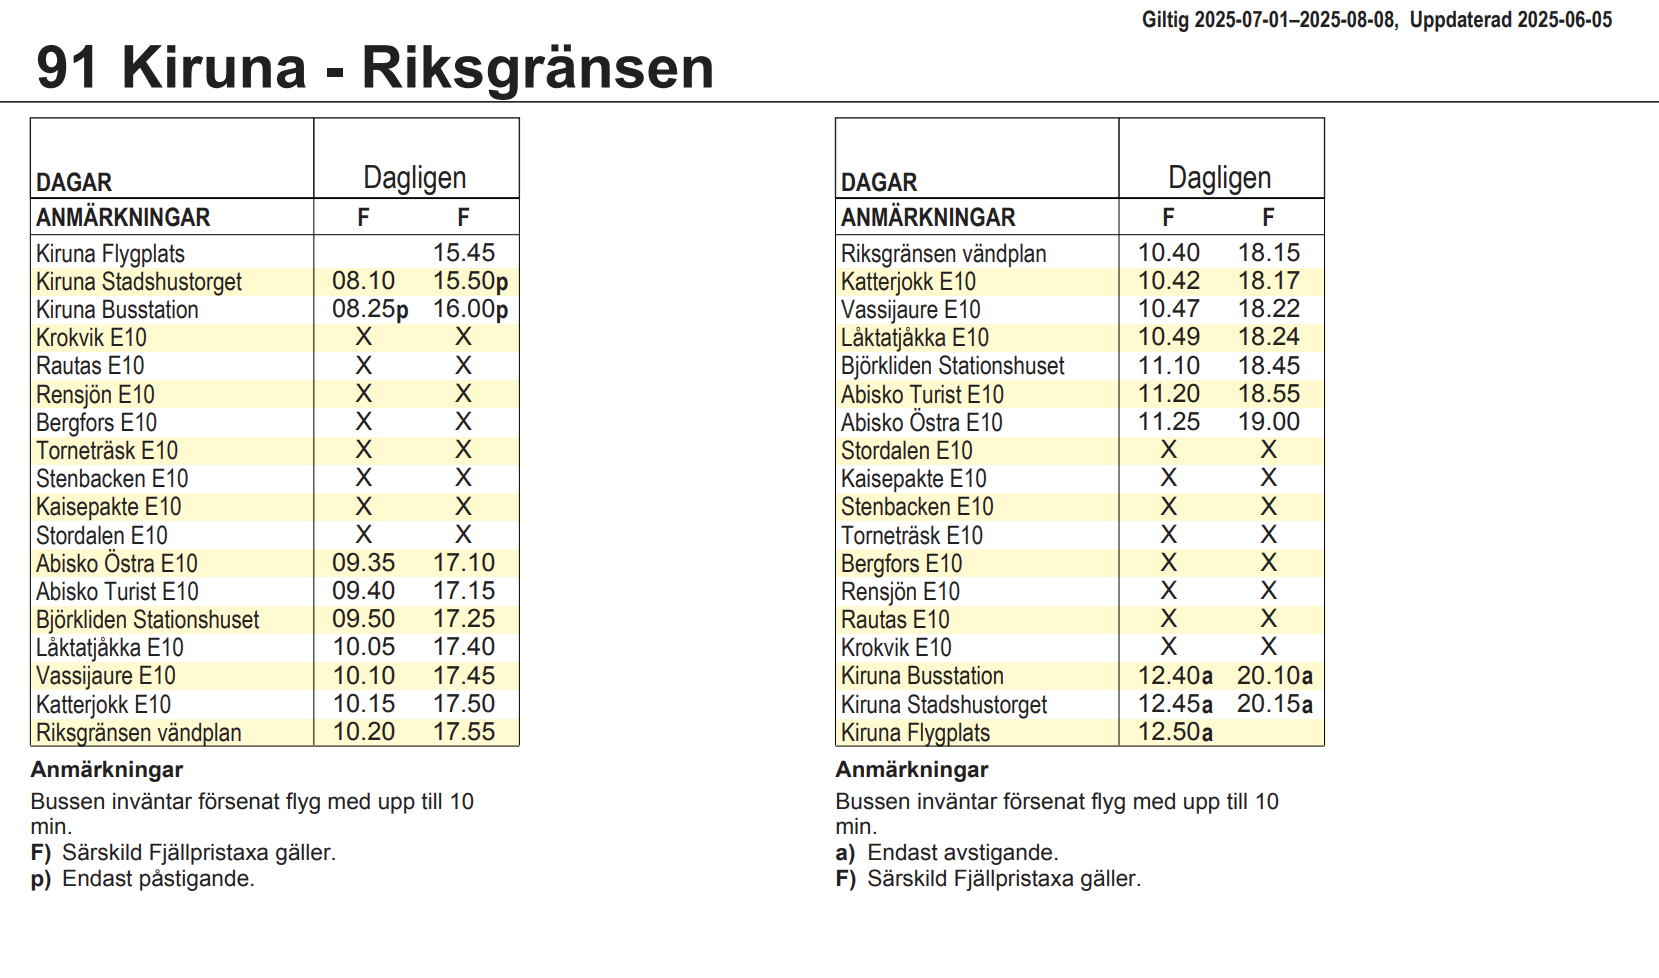 Giltig 2025-07-01–2025-08-08, Uppdaterad 2025-06-05
91 Kiruna - Riksgränsen
DAGAR Dagligen
ANMÄRKNINGAR F F
Kiruna Flygplats 15.45
Kiruna Stadshustorget 08.10 15.50p
Kiruna Busstation 08.25p 16.00p
Krokvik E10 X X
Rautas E10 X X
Rensjön E10 X X
Bergfors E10 X X
Torneträsk E10 X X
Stenbacken E10 X X
Kaisepakte E10 X X
Stordalen E10 X X
Abisko Östra E10 09.35 17.10
Abisko Turist E10 09.40 17.15
Björkliden Stationshuset 09.50 17.25
Låktatjåkka E10 10.05 17.40
Vassijaure E10 10.10 17.45
Katterjokk E10 10.15 17.50
Riksgränsen vändplan 10.20 17.55
Anmärkningar
Bussen inväntar försenat flyg med upp till 10
min.
F) Särskild Fjällpristaxa gäller.
p) Endast påstigande.
DAGAR Dagligen
ANMÄRKNINGAR F F
Riksgränsen vändplan 10.40 18.15
Katterjokk E10 10.42 18.17
Vassijaure E10 10.47 18.22
Låktatjåkka E10 10.49 18.24
Björkliden Stationshuset 11.10 18.45
Abisko Turist E10 11.20 18.55
Abisko Östra E10 11.25 19.00
Stordalen E10 X X
Kaisepakte E10 X X
Stenbacken E10 X X
Torneträsk E10 X X
Bergfors E10 X X
Rensjön E10 X X
Rautas E10 X X
Krokvik E10 X X
Kiruna Busstation 12.40a 20.10a
Kiruna Stadshustorget 12.45a 20.15a
Kiruna Flygplats 12.50a
Anmärkningar
Bussen inväntar försenat flyg med upp till 10
min.
a) Endast avstigande.
F) Särskild Fjällpristaxa gäller.